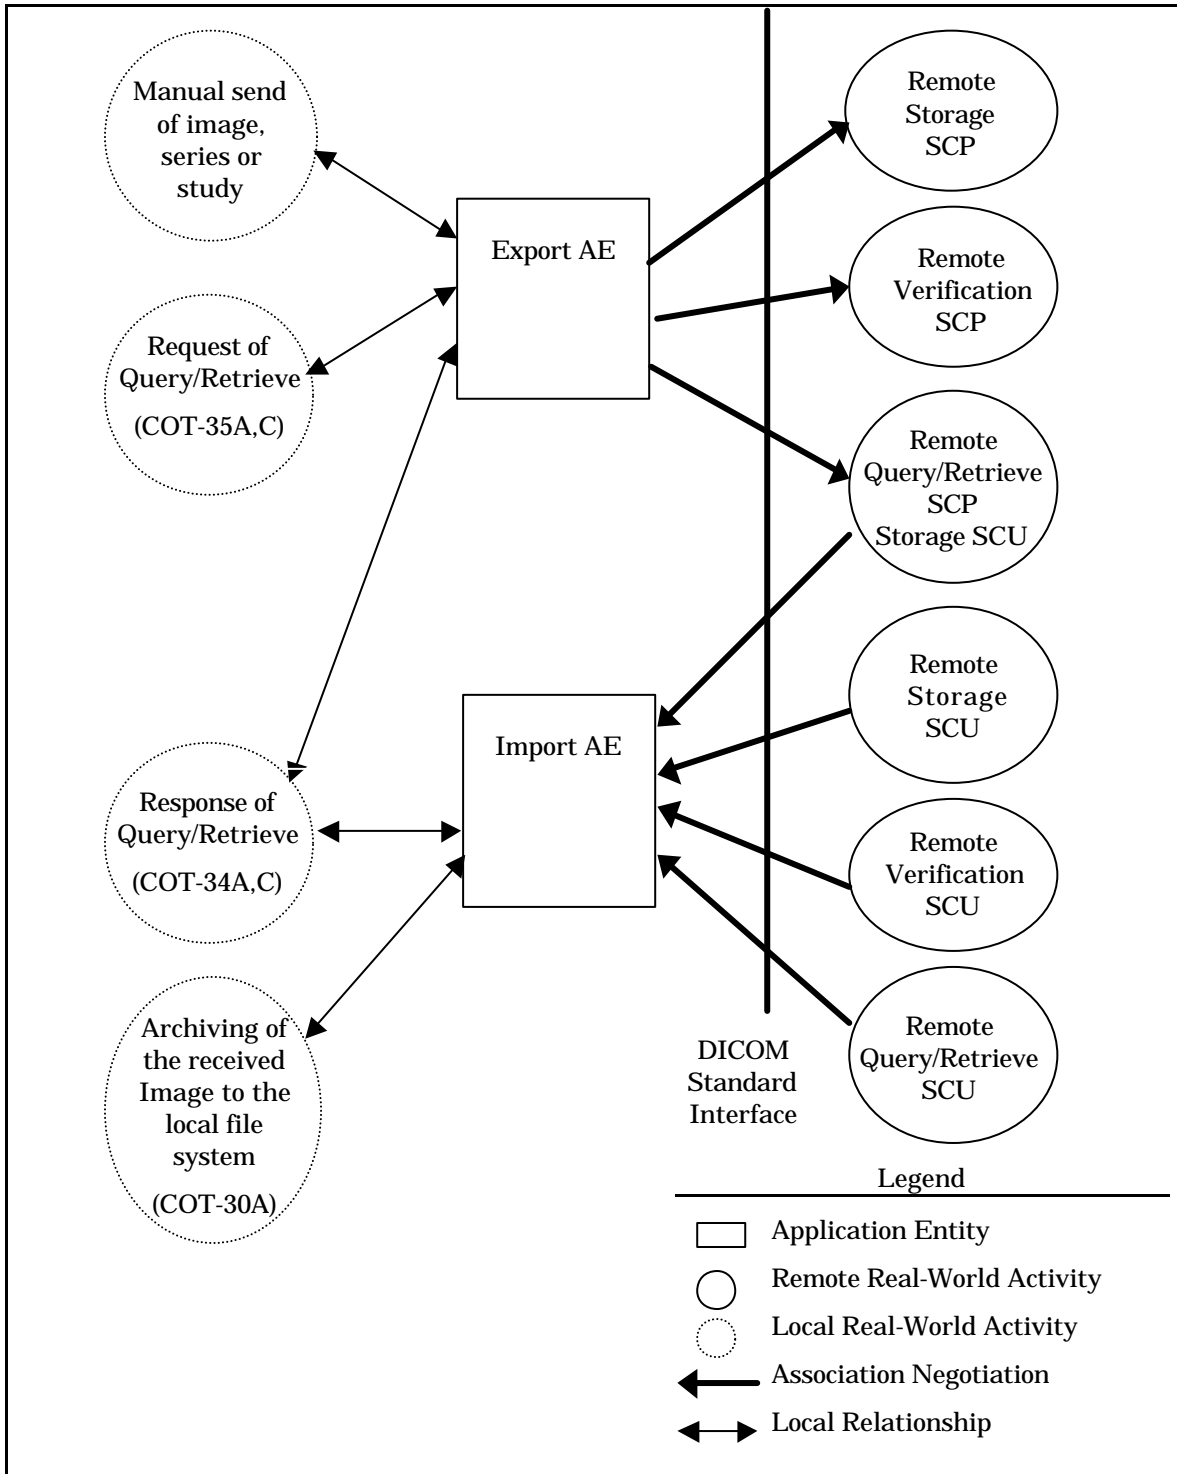 Manual send
of image,
series or
study
Request of
Query/Retrieve
(COT-35A,C)
Response of
Query/Retrieve
(COT-34A,C)
Archiving of
the received
Image to the
local file
system
(COT-30A)
Export AE
Import AE
DICOM
Standard
Interface
Remote
Storage
SCP
Remote
Verification
SCP
Remote
Query/Retrieve
SCP
Storage SCU
Remote
Storage
SCU
Remote
Verification
SCU
Remote
Query/Retrieve
SCU
Legend
Application Entity
Remote Real-World Activity
Local Real-World Activity
Association Negotiation
Local Relationship